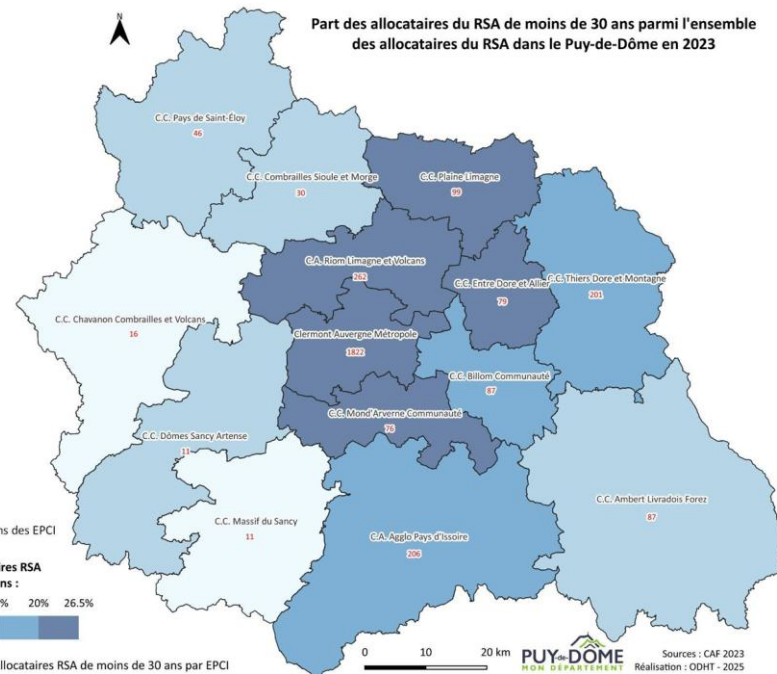 Part des allocataires du RSA de moins de 30 ans parmi l'ensemble
des allocataires du RSA dans le Puy-de-Dôme en 2023
N
C.C. Pays de Saint-Éloy
46
C.C. Combrailles Sioule et Morge
30
C.C. Plaine Limagne
99
C.A. Riom Limagne et Volcans
262
C.C. Entre Dore et Allier
79
C.C. Thiers Dore et Montagne
201
C.C. Chavanon Combrailles et Volcans
16
Clermont Auvergne Métropole
1822
C.C. Billom Communauté
87
C.C. Mond'Arverne Communauté
76
C.C. Dômes Sancy Artense
11
C.C. Massif du Sancy
11
C.A. Agglo Pays d'Issoire
206
C.C. Ambert Livradois Forez
87
ns des EPCI
ires RSA
ns :
% 20% 26.5%
llocataires RSA de moins de 30 ans par EPCI
0 10 20 km
PUY-de-DÔME
MON DÉPARTEMENT
Sources : CAF 2023
Réalisation : ODHT - 2025